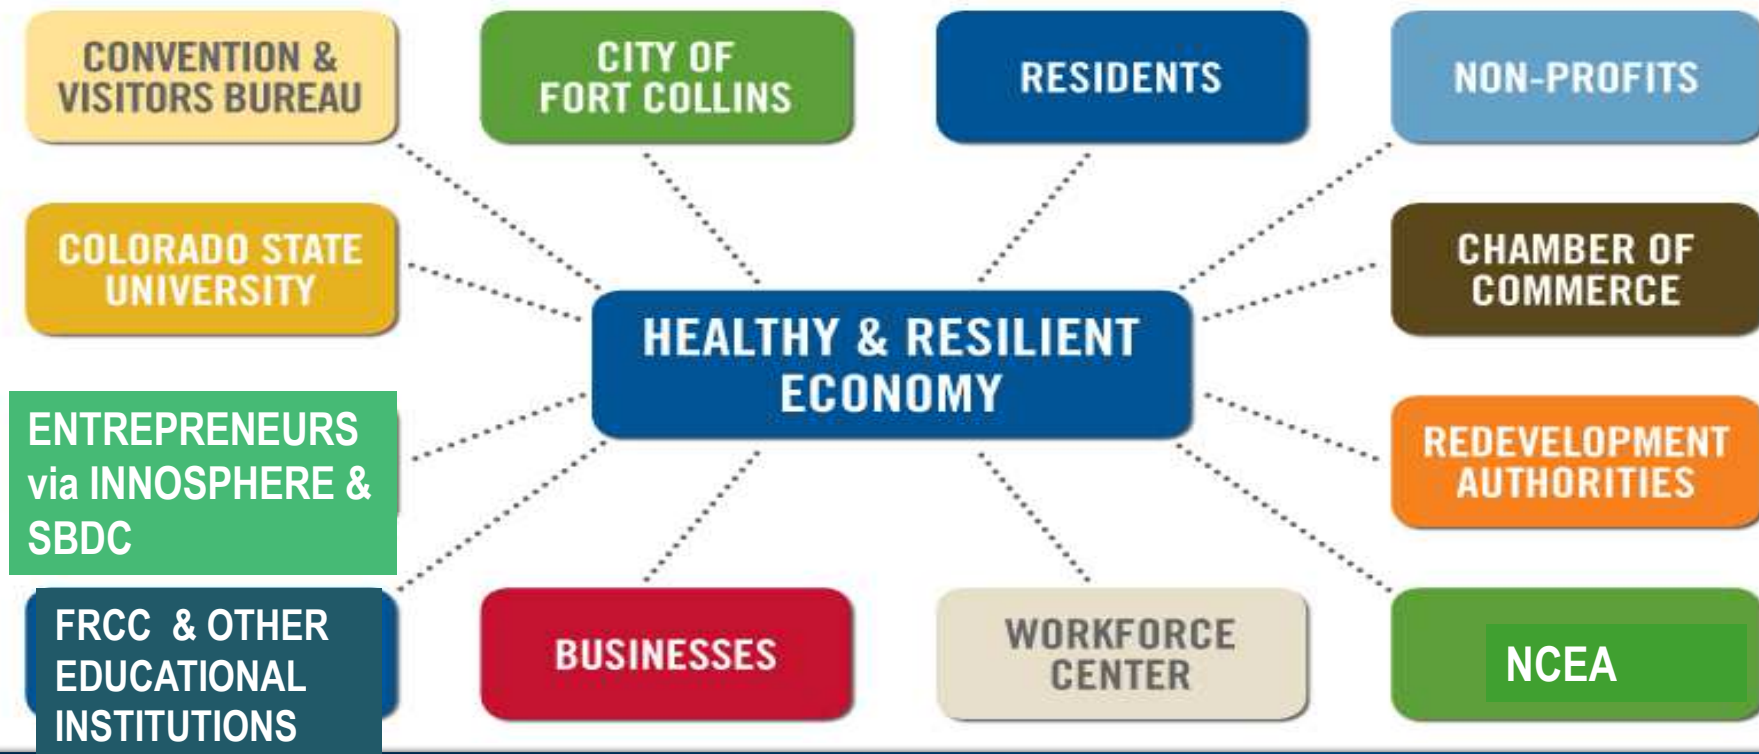 CONVENTION &
VISITORS BUREAU
CITY OF
FORT COLLINS
RESIDENTS
NON-PROFITS
COLORADO STATE
UNIVERSITY
CHAMBER OF
COMMERCE
HEALTHY & RESILIENT
ECONOMY
ENTREPRENEURS
via INNOSPHERE &
SBDC
REDEVELOPMENT
AUTHORITIES
FRCC & OTHER
EDUCATIONAL
INSTITUTIONS
BUSINESSES
WORKFORCE
CENTER
NCEA